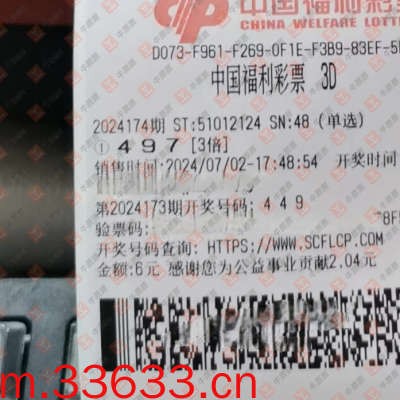 中国福利彩
CHINA WELFARE LOTT
D073-F961-F269-0F1E-F3B9-83EF-5
中国福利彩票 3D
2024174期 ST:51012124 SN:48 (单选)
① 4 9 7 [3倍]
销售时间:2024/07/02-17:48:54 开奖时间
第2024173期开奖号码: 4 4 9
验票码:
开奖号码查询: HTTPS://WWW.SCFLCP.COM
金额:6元 感谢您为公益事业贡献2.04元
m.33633.cn